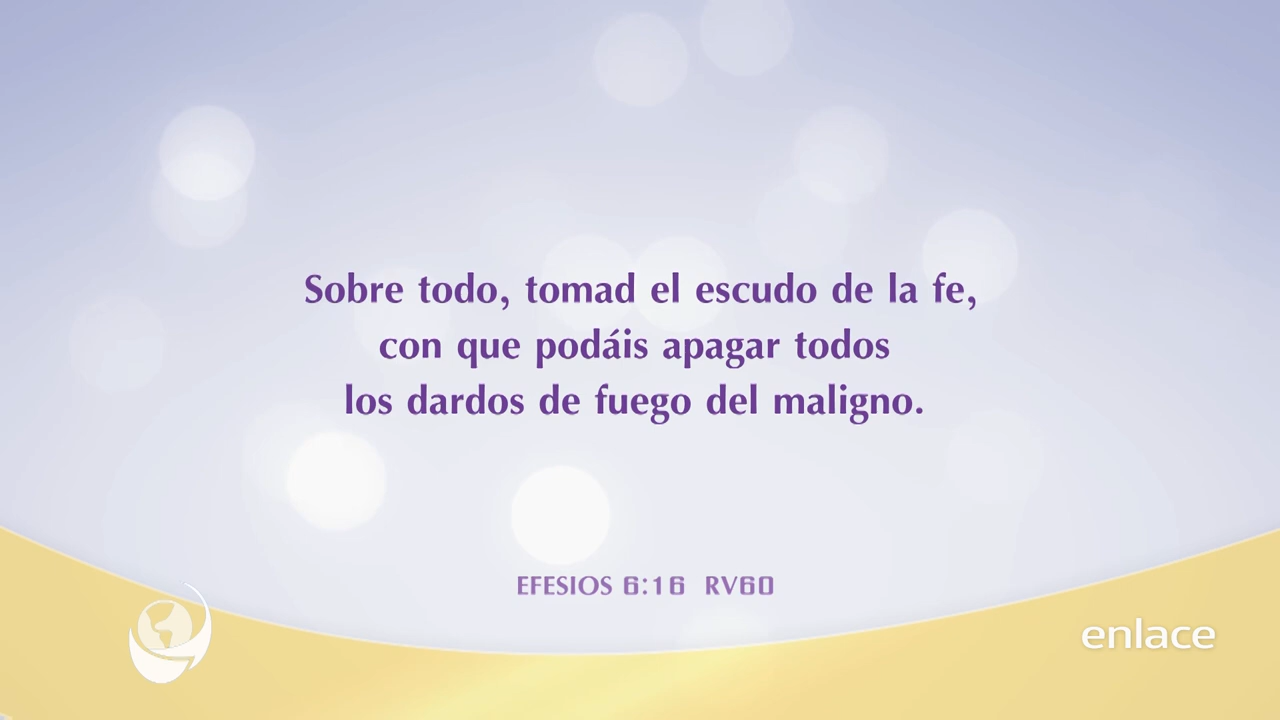 Sobre todo, tomad el escudo de la fe,
con que podáis apagar todos
los dardos de fuego del maligno.
EFESIOS 6:16 RV60
enlace